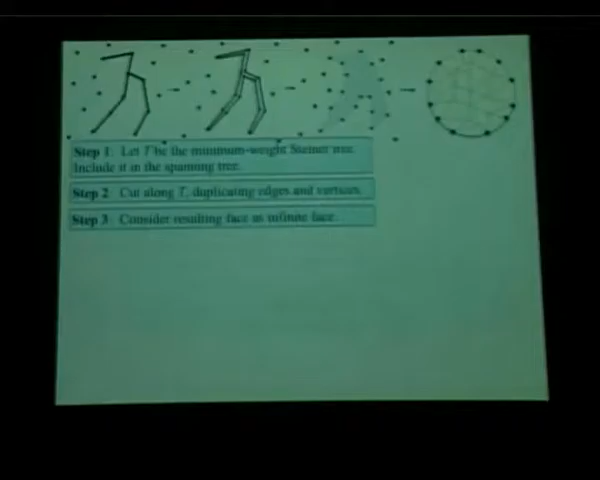 Step 1: Let T be the minimum-weight Steiner tree.
Include it in the spanning tree.
Step 2: Cut along T, duplicating edges and vertices.
Step 3: Consider resulting face as infinite face.